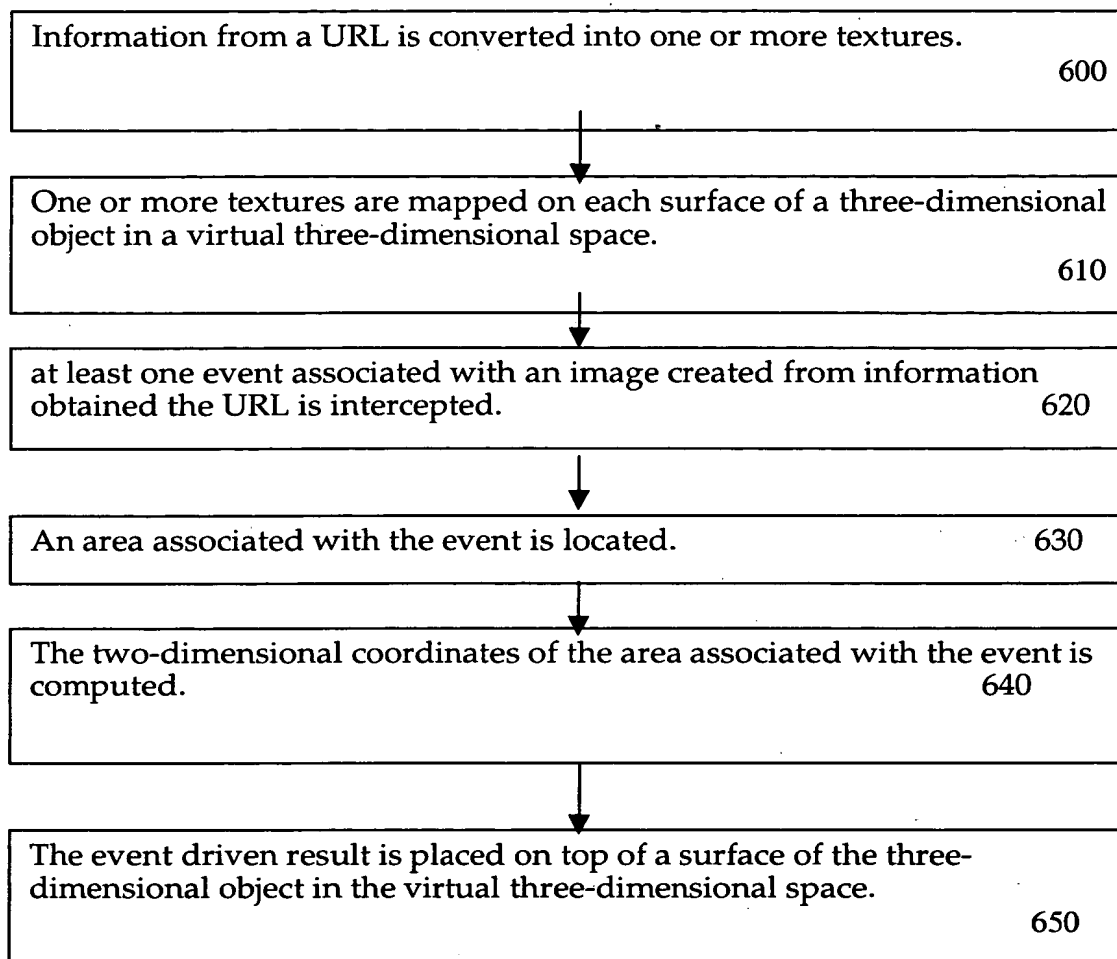 Information from a URL is converted into one or more textures.
600
One or more textures are mapped on each surface of a three-dimensional
object in a virtual three-dimensional space.
610
at least one event associated with an image created from information
obtained the URL is intercepted. 620
An area associated with the event is located. 630
The two-dimensional coordinates of the area associated with the event is
computed. 640
The event driven result is placed on top of a surface of the three-
dimensional object in the virtual three-dimensional space.
650